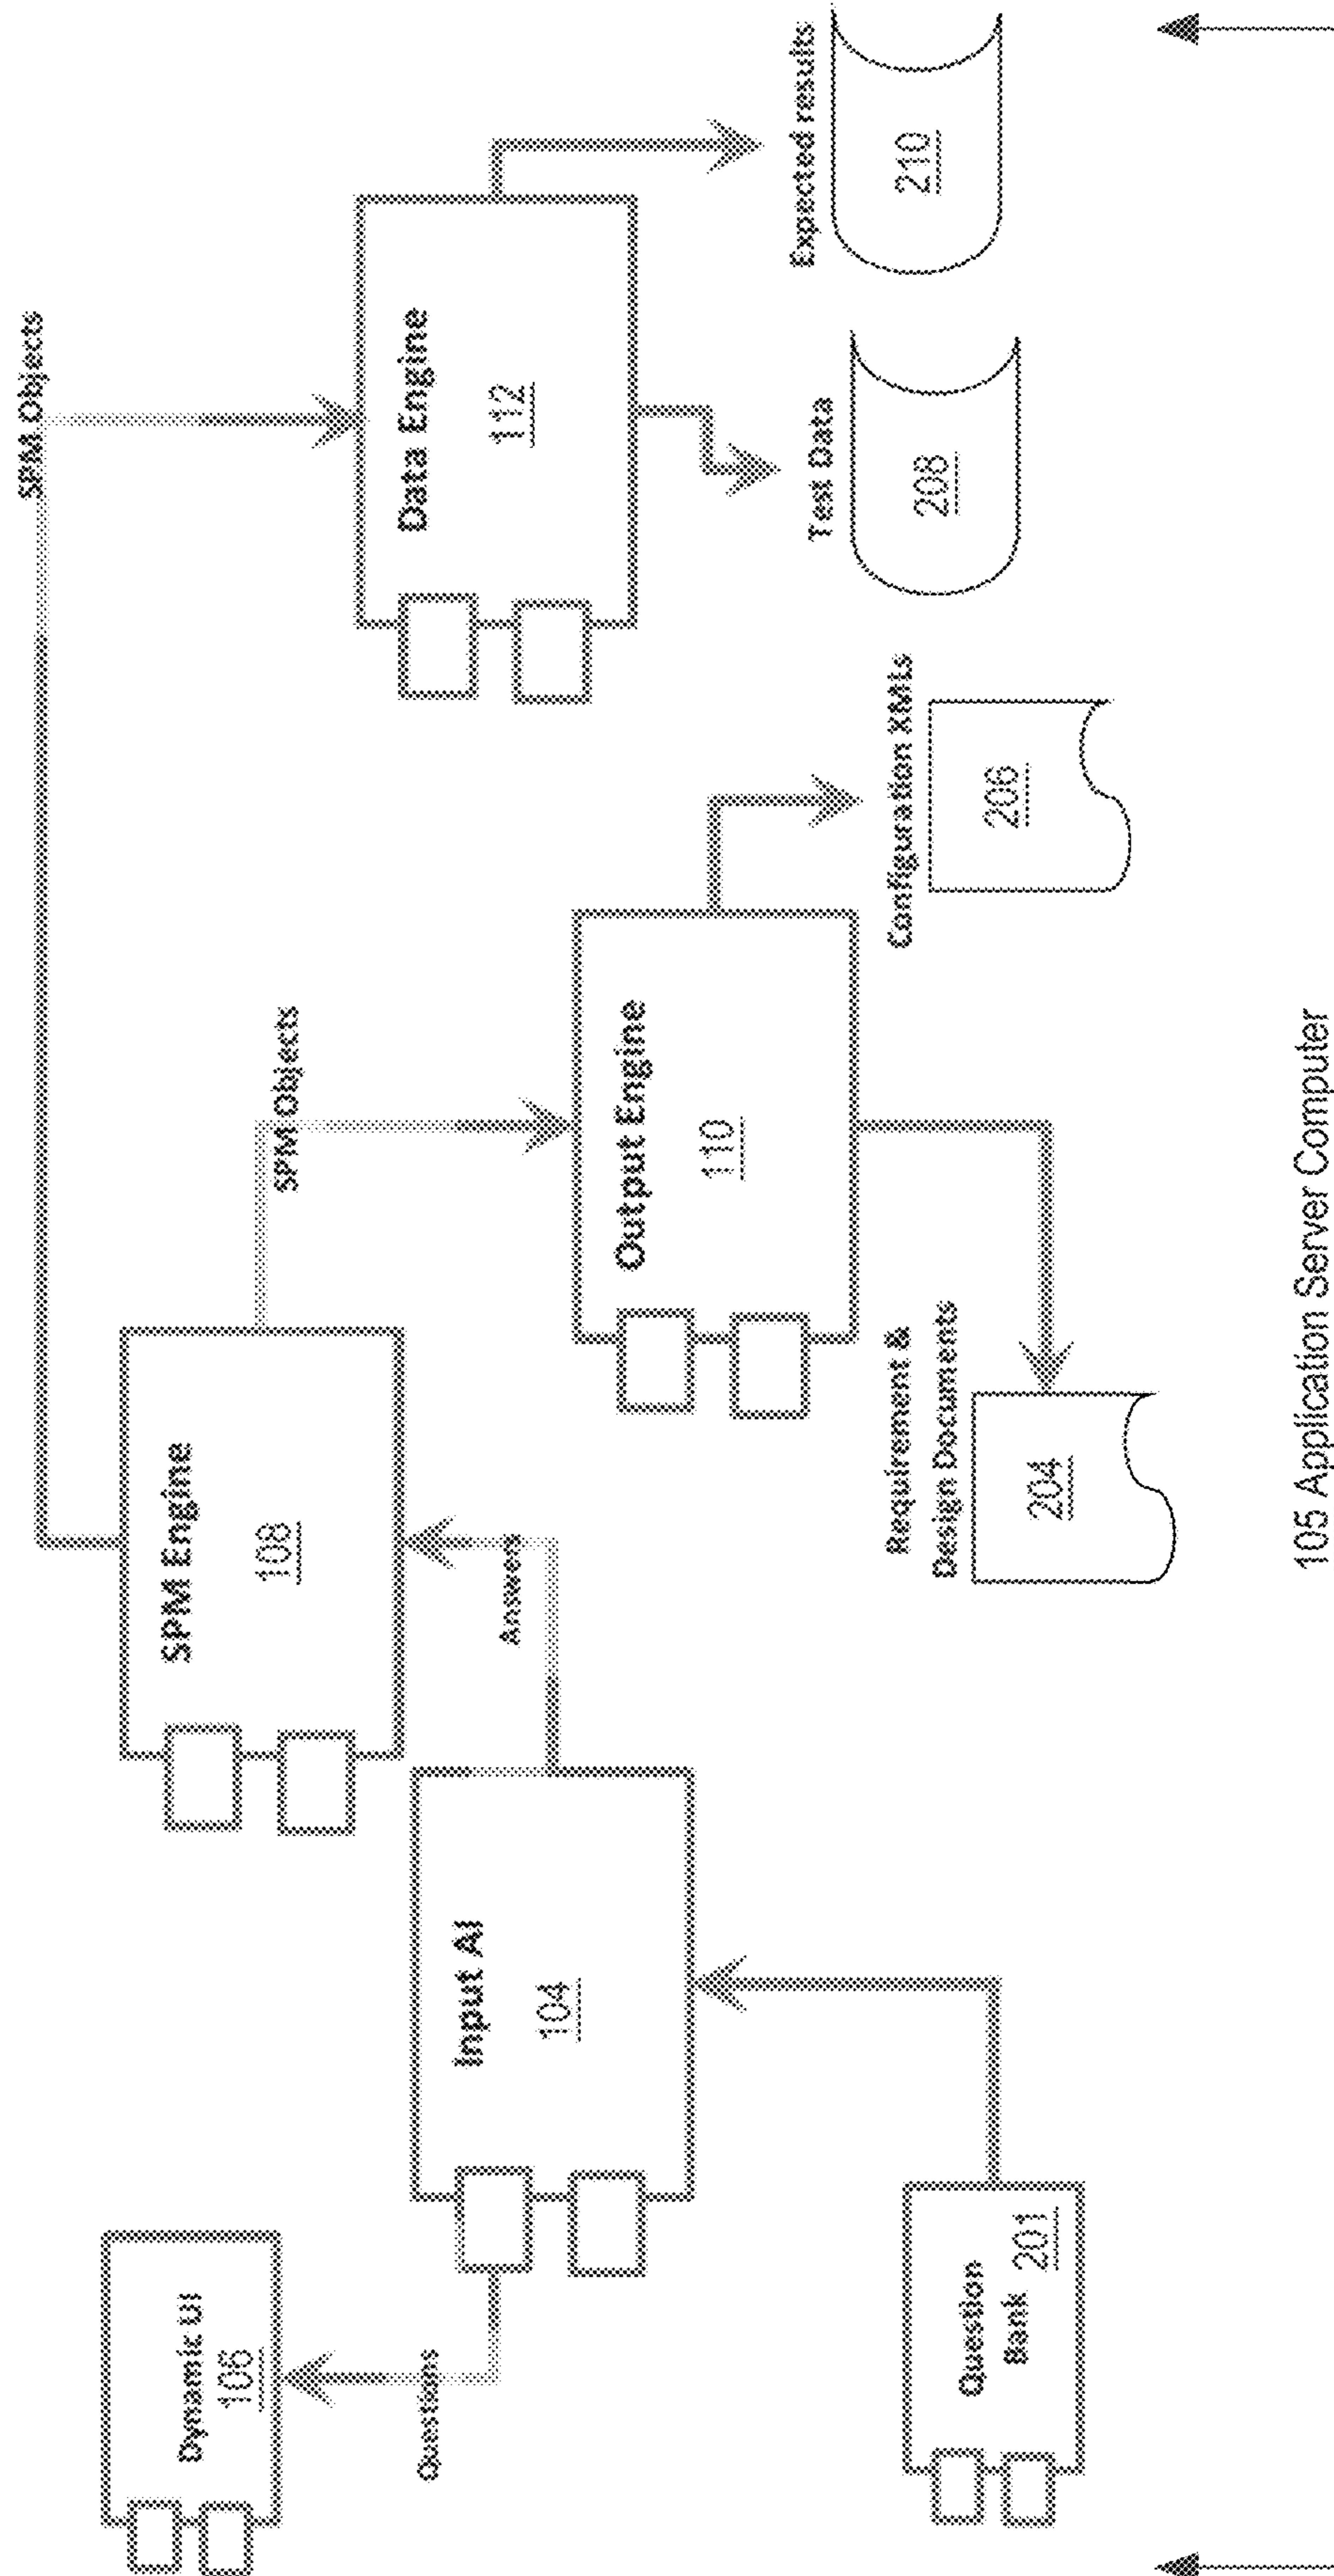 Dynamic UI
106
Questions
Input AI
104
Question
Bank 201
Answers
SPM Engine
108
SPM Objects
SPM Objects
Output Engine
110
Requirement &
Design Documents
204
Configuration XMLs
206
Data Engine
112
Test Data
208
Expected results
210
105 Application Server Computer